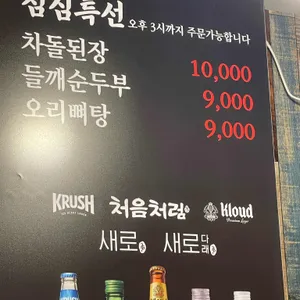 점심특선 오후 3시까지 주문가능합니다
차돌된장 10,000
들깨순두부 9,000
오리뼈탕 9,000
KRUSH 처음처럼 Kloud
새로 새로 다래